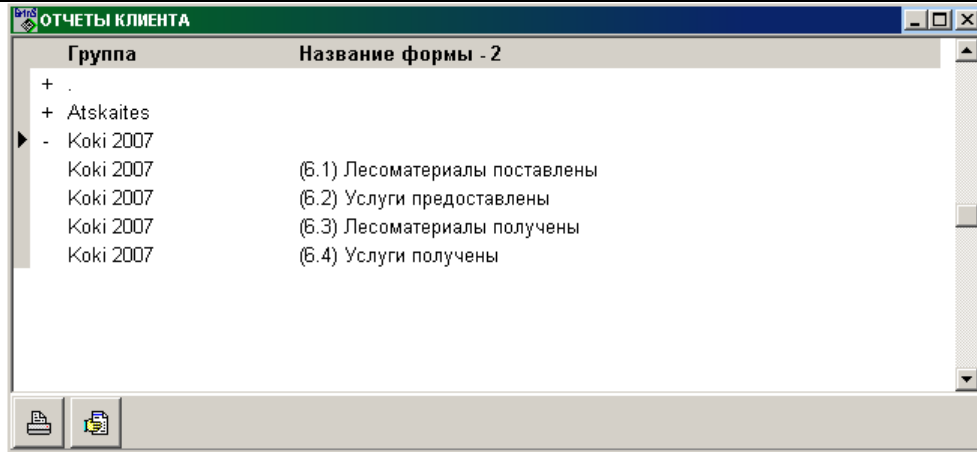 ОТЧЕТЫ КЛИЕНТА
Группа Название формы - 2
+ .
+ Atskaites
- Koki 2007
Koki 2007 (6.1) Лесоматериалы поставлены
Koki 2007 (6.2) Услуги предоставлены
Koki 2007 (6.3) Лесоматериалы получены
Koki 2007 (6.4) Услуги получены